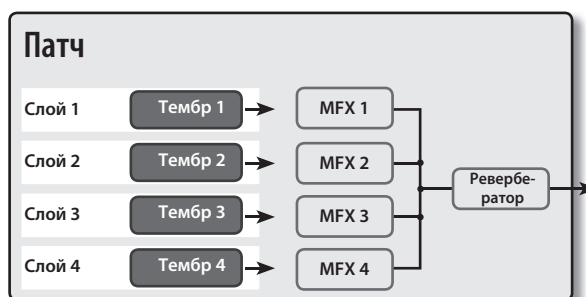 Патч
Слой 1 Тембр 1 MFX 1
Слой 2 Тембр 2 MFX 2
Ревербе-
ратор
Слой 3 Тембр 3 MFX 3
Слой 4 Тембр 4 MFX 4